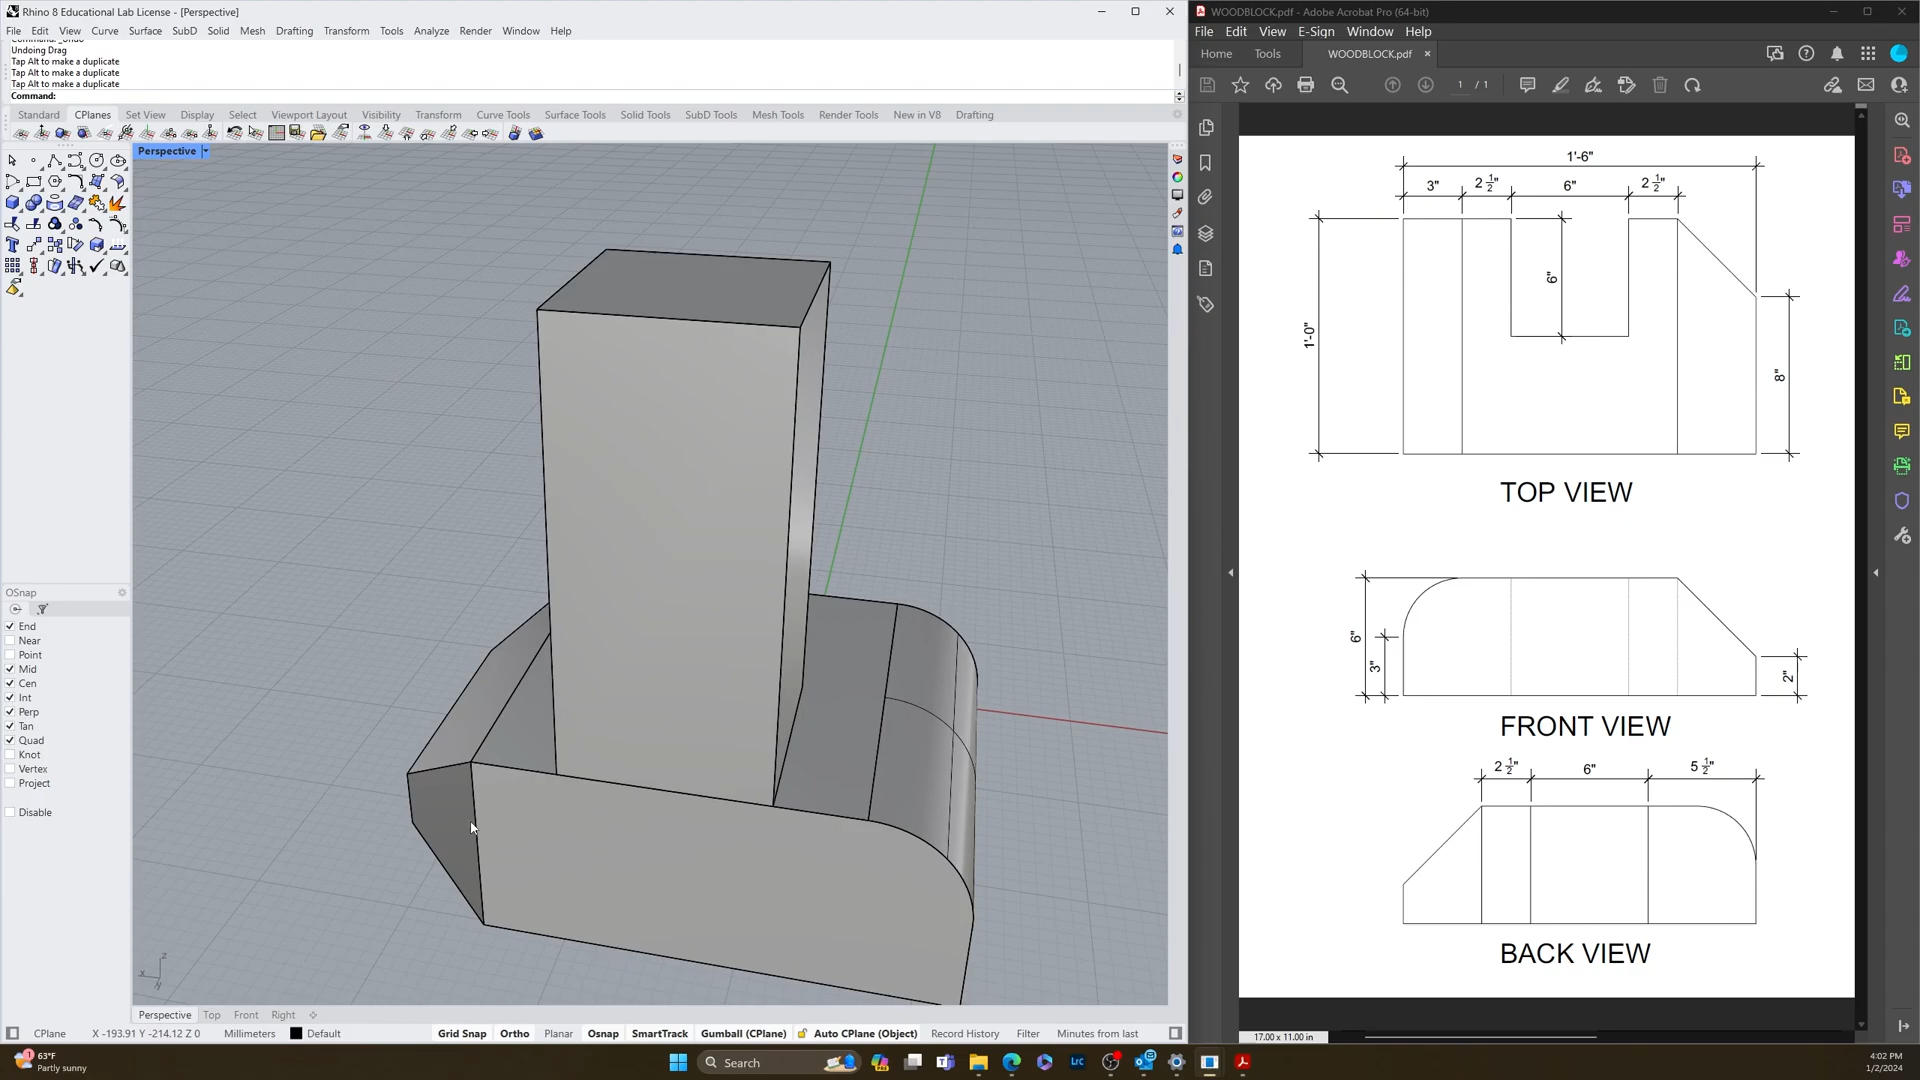 Rhino 8 Educational Lab License - [Perspective]
File Edit View Curve Surface SubD Solid Mesh Drafting Transform Tools Analyze Render Window Help
Undoing Drag
Tap Alt to make a duplicate
Tap Alt to make a duplicate
Tap Alt to make a duplicate
Command:
Standard CPlanes Set View Display Select Viewport Layout Visibility Transform Curve Tools Surface Tools Solid Tools SubD Tools Mesh Tools Render Tools New in V8 Drafting
Perspective
OSnap
End
Near
Point
Mid
Cen
Int
Perp
Tan
Quad
Knot
Vertex
Project
Disable
z
x
y
Perspective Top Front Right
CPlane X -193.91 Y -214.12 Z 0 Millimeters Default Grid Snap Ortho Planar Osnap SmartTrack Gumball (CPlane) Auto CPlane (Object) Record History Filter Minutes from last
WOODBLOCK.pdf - Adobe Acrobat Pro (64-bit)
File Edit View E-Sign Window Help
Home Tools WOODBLOCK.pdf
1 / 1
1'-6"
3" 2 1/2" 6" 2 1/2"
6"
1'-0"
8"
TOP VIEW
6"
3"
2"
FRONT VIEW
2 1/2" 6" 5 1/2"
BACK VIEW
17.00 x 11.00 in
1
63°F
Partly sunny
Search
Lrc
4:02 PM
1/2/2024